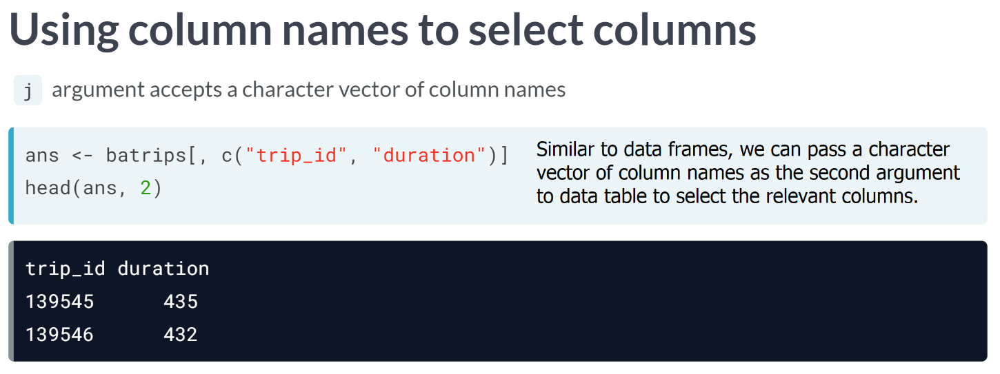 Using column names to select columns
j argument accepts a character vector of column names
ans <- batrips[, c("trip_id", "duration")]
head(ans, 2)
Similar to data frames, we can pass a character
vector of column names as the second argument
to data table to select the relevant columns.
trip_id duration
139545      435
139546      432